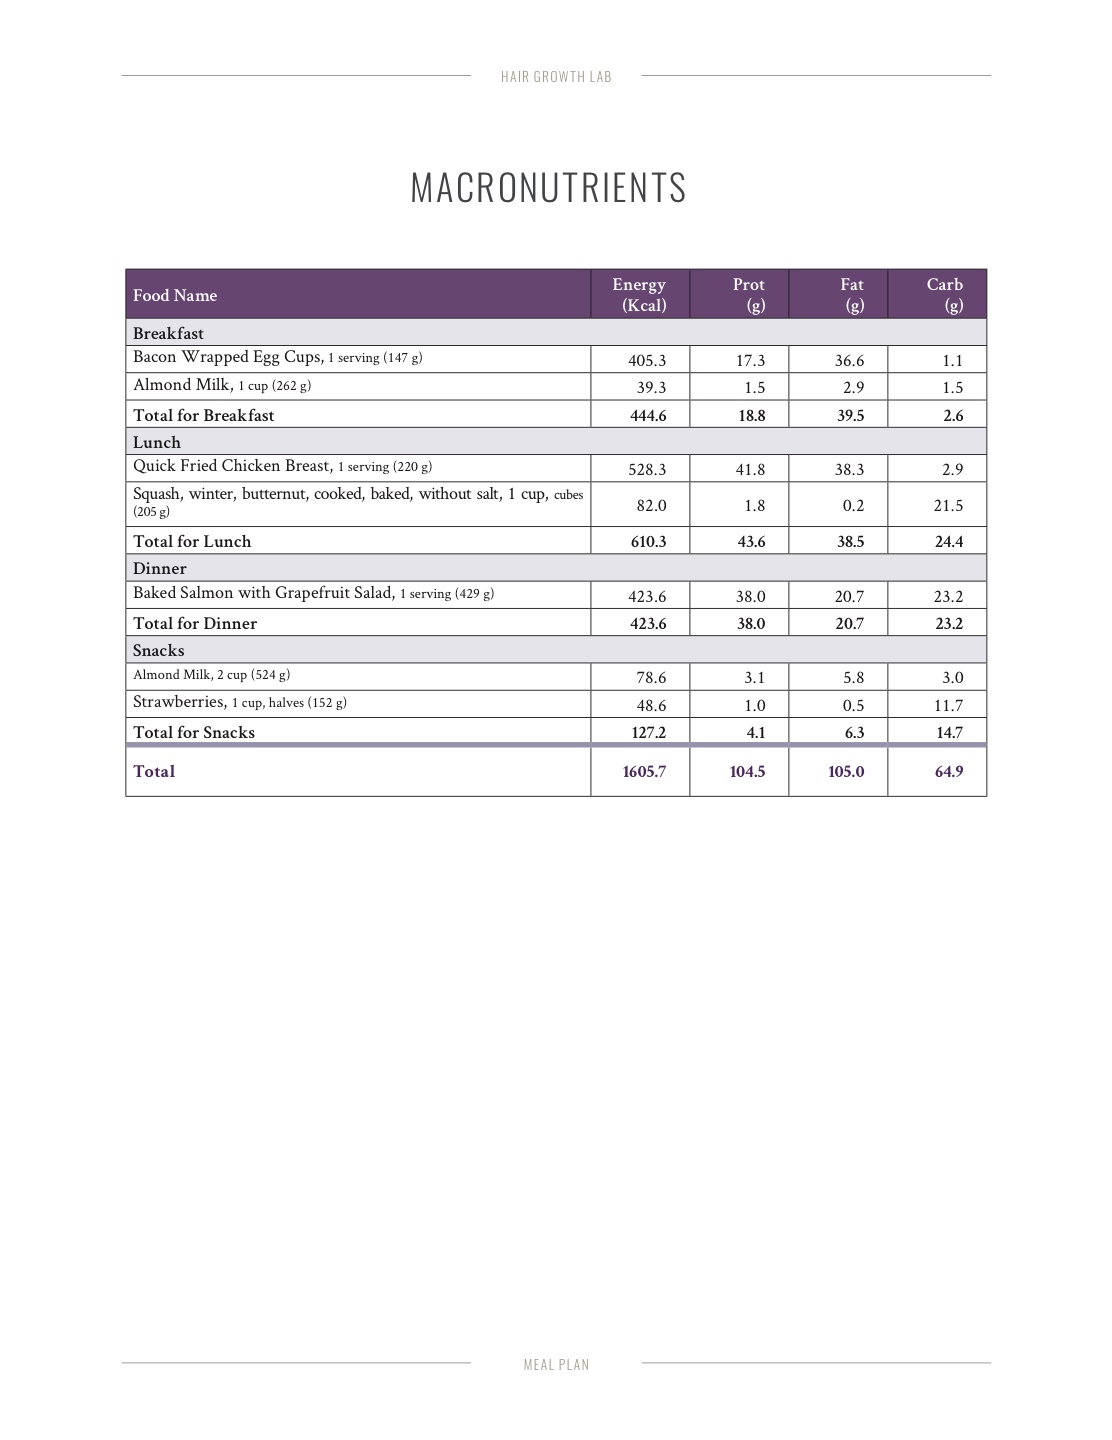 HAIR GROWTH LAB
MACRONUTRIENTS
Food Name Energy (Kcal) Prot (g) Fat (g) Carb (g)
Breakfast
Bacon Wrapped Egg Cups, 1 serving (147 g) 405.3 17.3 36.6 1.1
Almond Milk, 1 cup (262 g) 39.3 1.5 2.9 1.5
Total for Breakfast 444.6 18.8 39.5 2.6
Lunch
Quick Fried Chicken Breast, 1 serving (220 g) 528.3 41.8 38.3 2.9
Squash, winter, butternut, cooked, baked, without salt, 1 cup, cubes
(205 g) 82.0 1.8 0.2 21.5
Total for Lunch 610.3 43.6 38.5 24.4
Dinner
Baked Salmon with Grapefruit Salad, 1 serving (429 g) 423.6 38.0 20.7 23.2
Total for Dinner 423.6 38.0 20.7 23.2
Snacks
Almond Milk, 2 cup (524 g) 78.6 3.1 5.8 3.0
Strawberries, 1 cup, halves (152 g) 48.6 1.0 0.5 11.7
Total for Snacks 127.2 4.1 6.3 14.7
Total 1605.7 104.5 105.0 64.9
MEAL PLAN